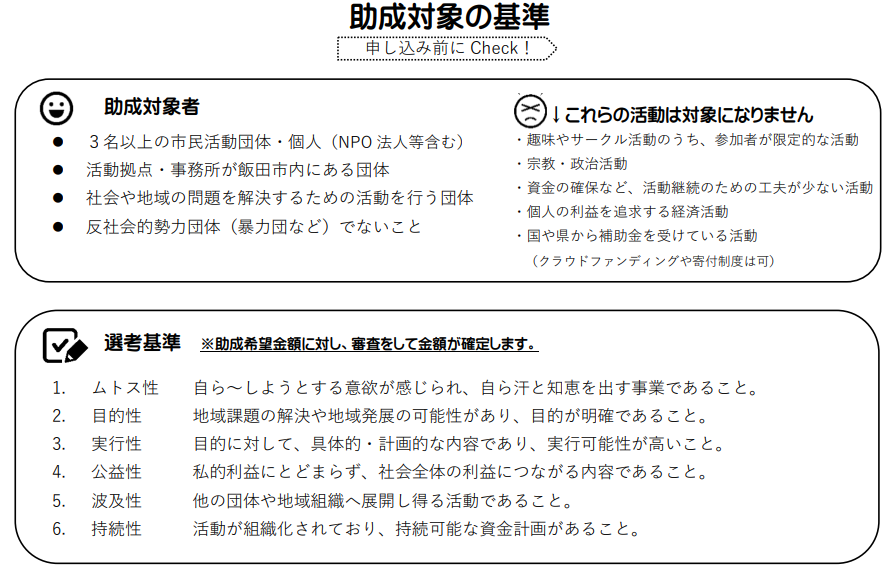 助成対象の基準
申し込み前に Check！
助成対象者
● ３名以上の市民活動団体・個人（NPO 法人等含む）
● 活動拠点・事務所が飯田市内にある団体
● 社会や地域の問題を解決するための活動を行う団体
● 反社会的勢力団体（暴力団など）でないこと
↓これらの活動は対象になりません
・趣味やサークル活動のうち、参加者が限定的な活動
・宗教・政治活動
・資金の確保など、活動継続のための工夫が少ない活動
・個人の利益を追求する経済活動
・国や県から補助金を受けている活動
（クラウドファンディングや寄付制度は可）
選考基準 ※助成希望金額に対し、審査をして金額が確定します。
1. ムトス性 自ら～しようとする意欲が感じられ、自ら汗と知恵を出す事業であること。
2. 目的性 地域課題の解決や地域発展の可能性があり、目的が明確であること。
3. 実行性 目的に対して、具体的・計画的な内容であり、実行可能性が高いこと。
4. 公益性 私的利益にとどまらず、社会全体の利益につながる内容であること。
5. 波及性 他の団体や地域組織へ展開し得る活動であること。
6. 持続性 活動が組織化されており、持続可能な資金計画があること。